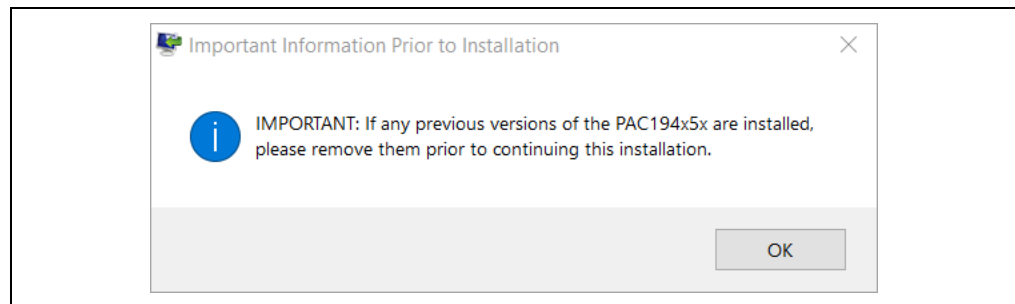 Important Information Prior to Installation
IMPORTANT: If any previous versions of the PAC194x5x are installed,
please remove them prior to continuing this installation.
OK